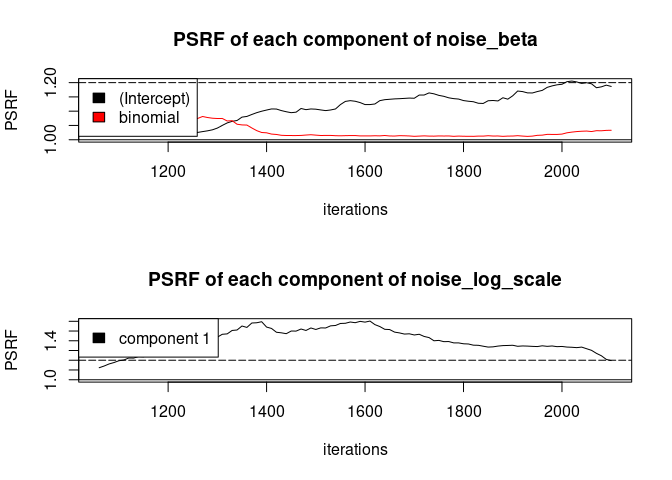 PSRF of each component of noise_beta
PSRF
1.00
1.20
(Intercept)
binomial
1200 1400 1600 1800 2000
iterations
PSRF of each component of noise_log_scale
PSRF
1.0
1.4
component 1
1200 1400 1600 1800 2000
iterations